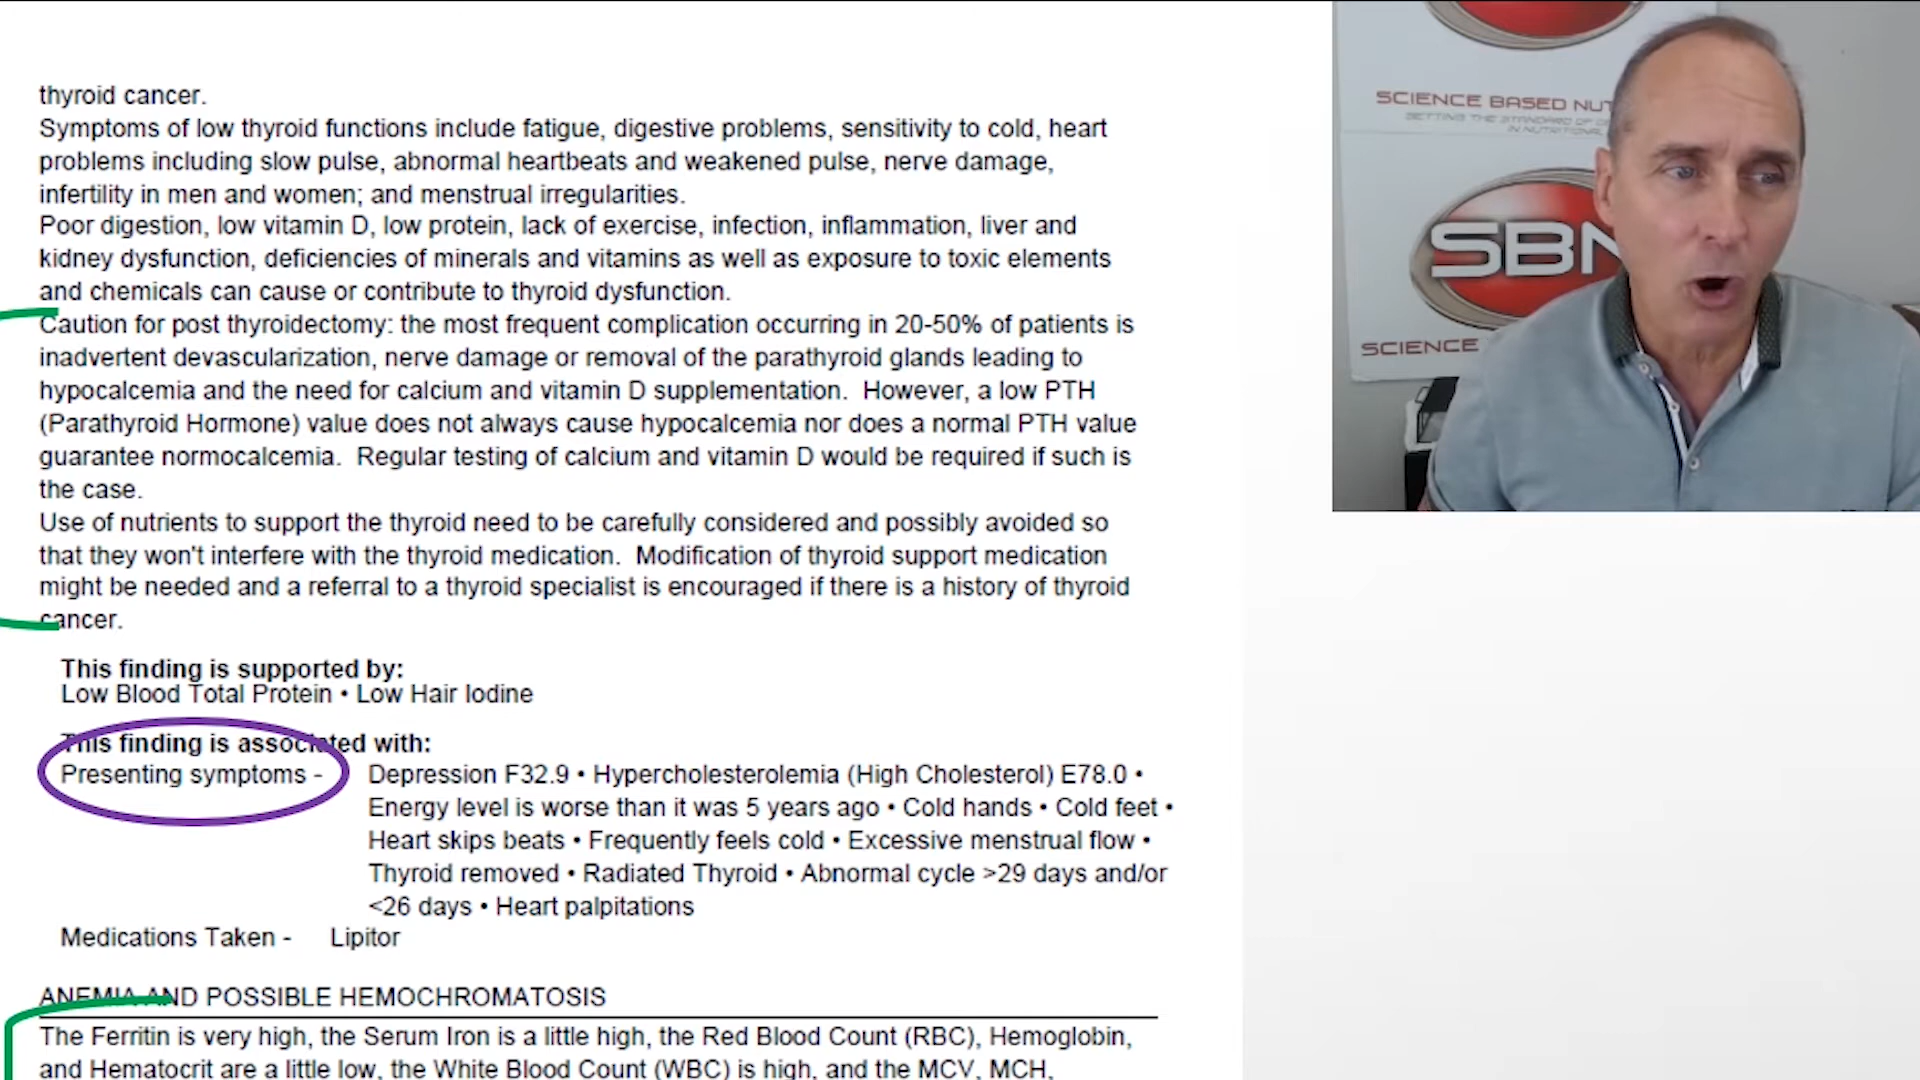 thyroid cancer.
Symptoms of low thyroid functions include fatigue, digestive problems, sensitivity to cold, heart
problems including slow pulse, abnormal heartbeats and weakened pulse, nerve damage,
infertility in men and women; and menstrual irregularities.
Poor digestion, low vitamin D, low protein, lack of exercise, infection, inflammation, liver and
kidney dysfunction, deficiencies of minerals and vitamins as well as exposure to toxic elements
and chemicals can cause or contribute to thyroid dysfunction.
Caution for post thyroidectomy: the most frequent complication occurring in 20-50% of patients is
inadvertent devascularization, nerve damage or removal of the parathyroid glands leading to
hypocalcemia and the need for calcium and vitamin D supplementation. However, a low PTH
(Parathyroid Hormone) value does not always cause hypocalcemia nor does a normal PTH value
guarantee normocalcemia. Regular testing of calcium and vitamin D would be required if such is
the case.
Use of nutrients to support the thyroid need to be carefully considered and possibly avoided so
that they won't interfere with the thyroid medication. Modification of thyroid support medication
might be needed and a referral to a thyroid specialist is encouraged if there is a history of thyroid
cancer.
This finding is supported by:
Low Blood Total Protein • Low Hair Iodine
This finding is associated with:
Presenting symptoms - Depression F32.9 • Hypercholesterolemia (High Cholesterol) E78.0 •
Energy level is worse than it was 5 years ago • Cold hands • Cold feet •
Heart skips beats • Frequently feels cold • Excessive menstrual flow •
Thyroid removed • Radiated Thyroid • Abnormal cycle >29 days and/or
<26 days • Heart palpitations
Medications Taken - Lipitor
ANEMIA AND POSSIBLE HEMOCHROMATOSIS
The Ferritin is very high, the Serum Iron is a little high, the Red Blood Count (RBC), Hemoglobin,
and Hematocrit are a little low, the White Blood Count (WBC) is high, and the MCV, MCH,
SCIENCE BASED NUT
SETTING THE STANDARD OF
IN NUTRITIONAL
SBN
SCIENCE